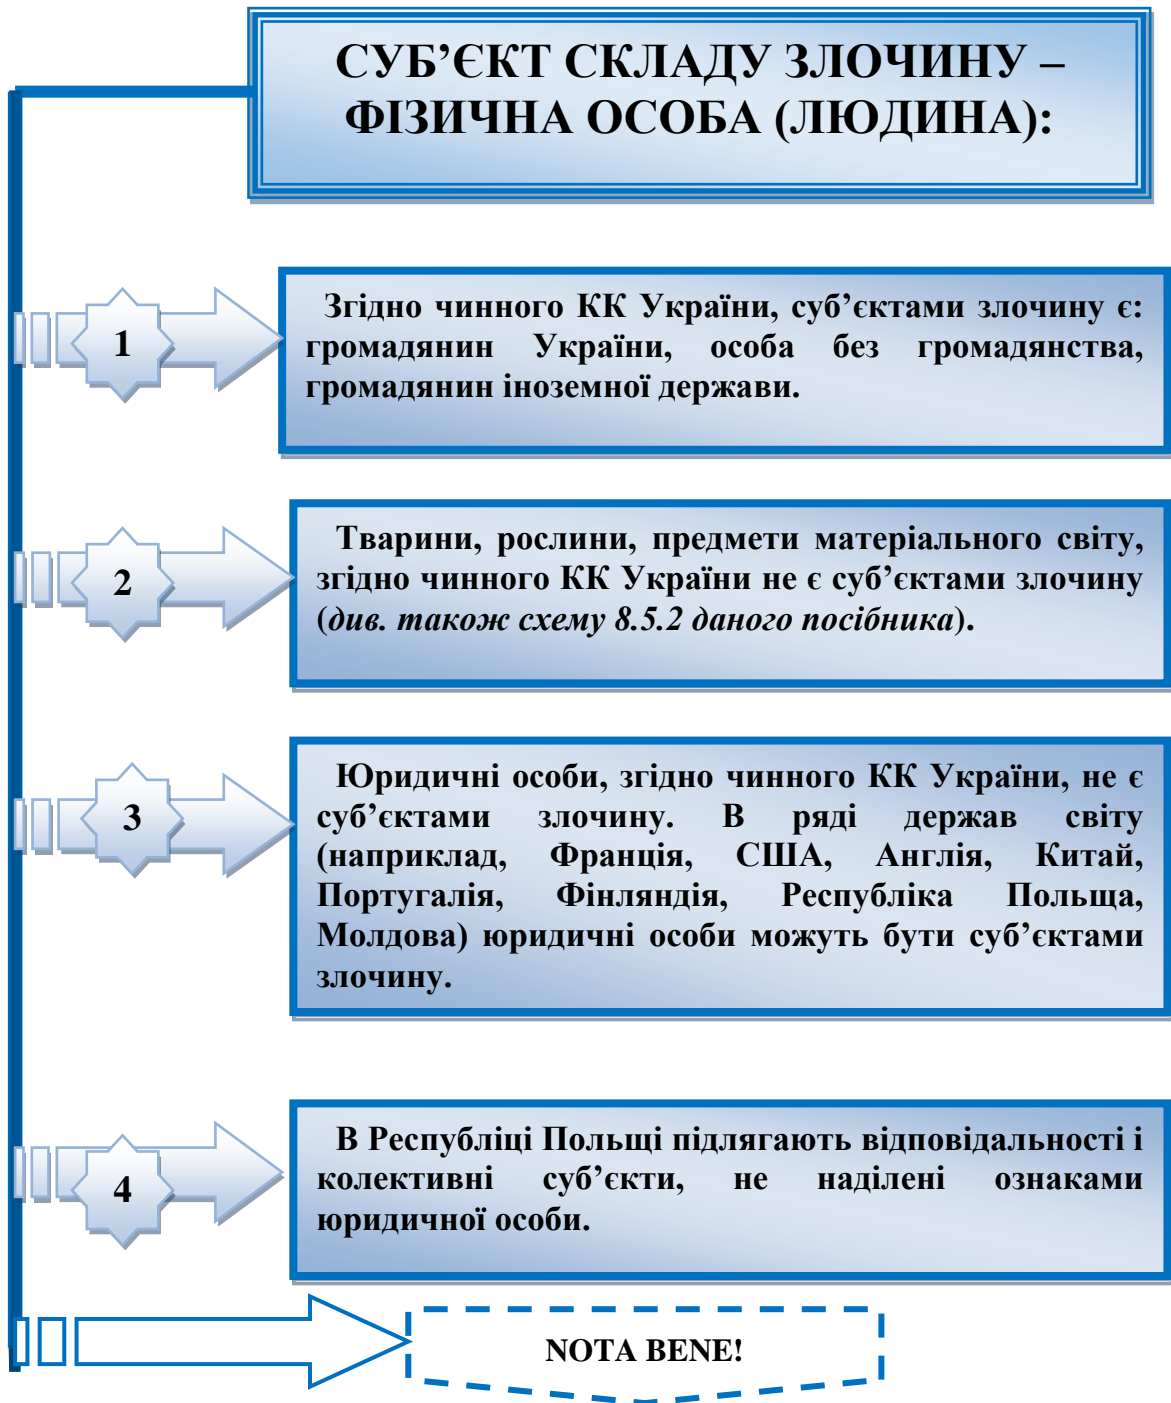 СУБ’ЄКТ СКЛАДУ ЗЛОЧИНУ –
ФІЗИЧНА ОСОБА (ЛЮДИНА):
1
Згідно чинного КК України, суб’єктами злочину є:
громадянин України, особа без громадянства,
громадянин іноземної держави.
2
Тварини, рослини, предмети матеріального світу,
згідно чинного КК України не є суб’єктами злочину
(див. також схему 8.5.2 даного посібника).
3
Юридичні особи, згідно чинного КК України, не є
суб’єктами злочину. В ряді держав світу
(наприклад, Франція, США, Англія, Китай,
Португалія, Фінляндія, Республіка Польща,
Молдова) юридичні особи можуть бути суб’єктами
злочину.
4
В Республіці Польщі підлягають відповідальності і
колективні суб’єкти, не наділені ознаками
юридичної особи.
NOTA BENE!